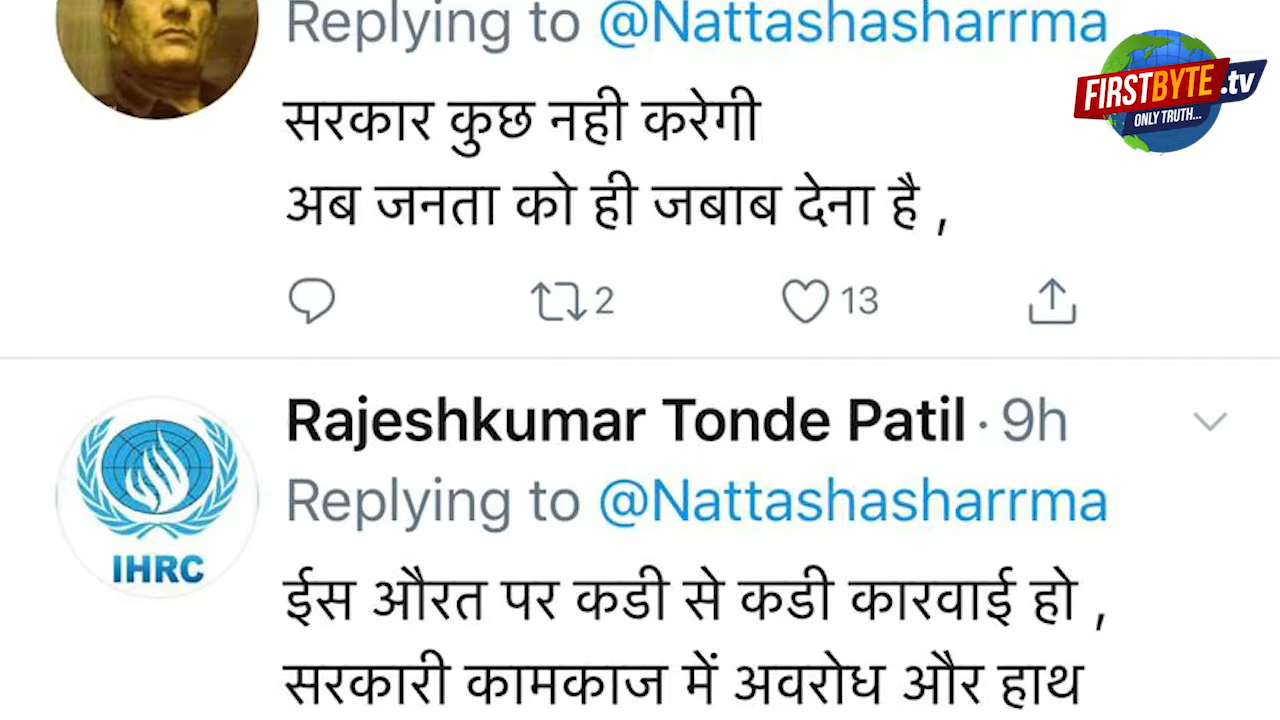 Replying to @Nattashasharrma
FIRSTBYTE.tv
ONLY TRUTH...
सरकार कुछ नही करेगी
अब जनता को ही जबाब देना है ,
2 13
Rajeshkumar Tonde Patil · 9h
Replying to @Nattashasharrma
IHRC
ईस औरत पर कडी से कडी कारवाई हो ,
सरकारी कामकाज में अवरोध और हाथ